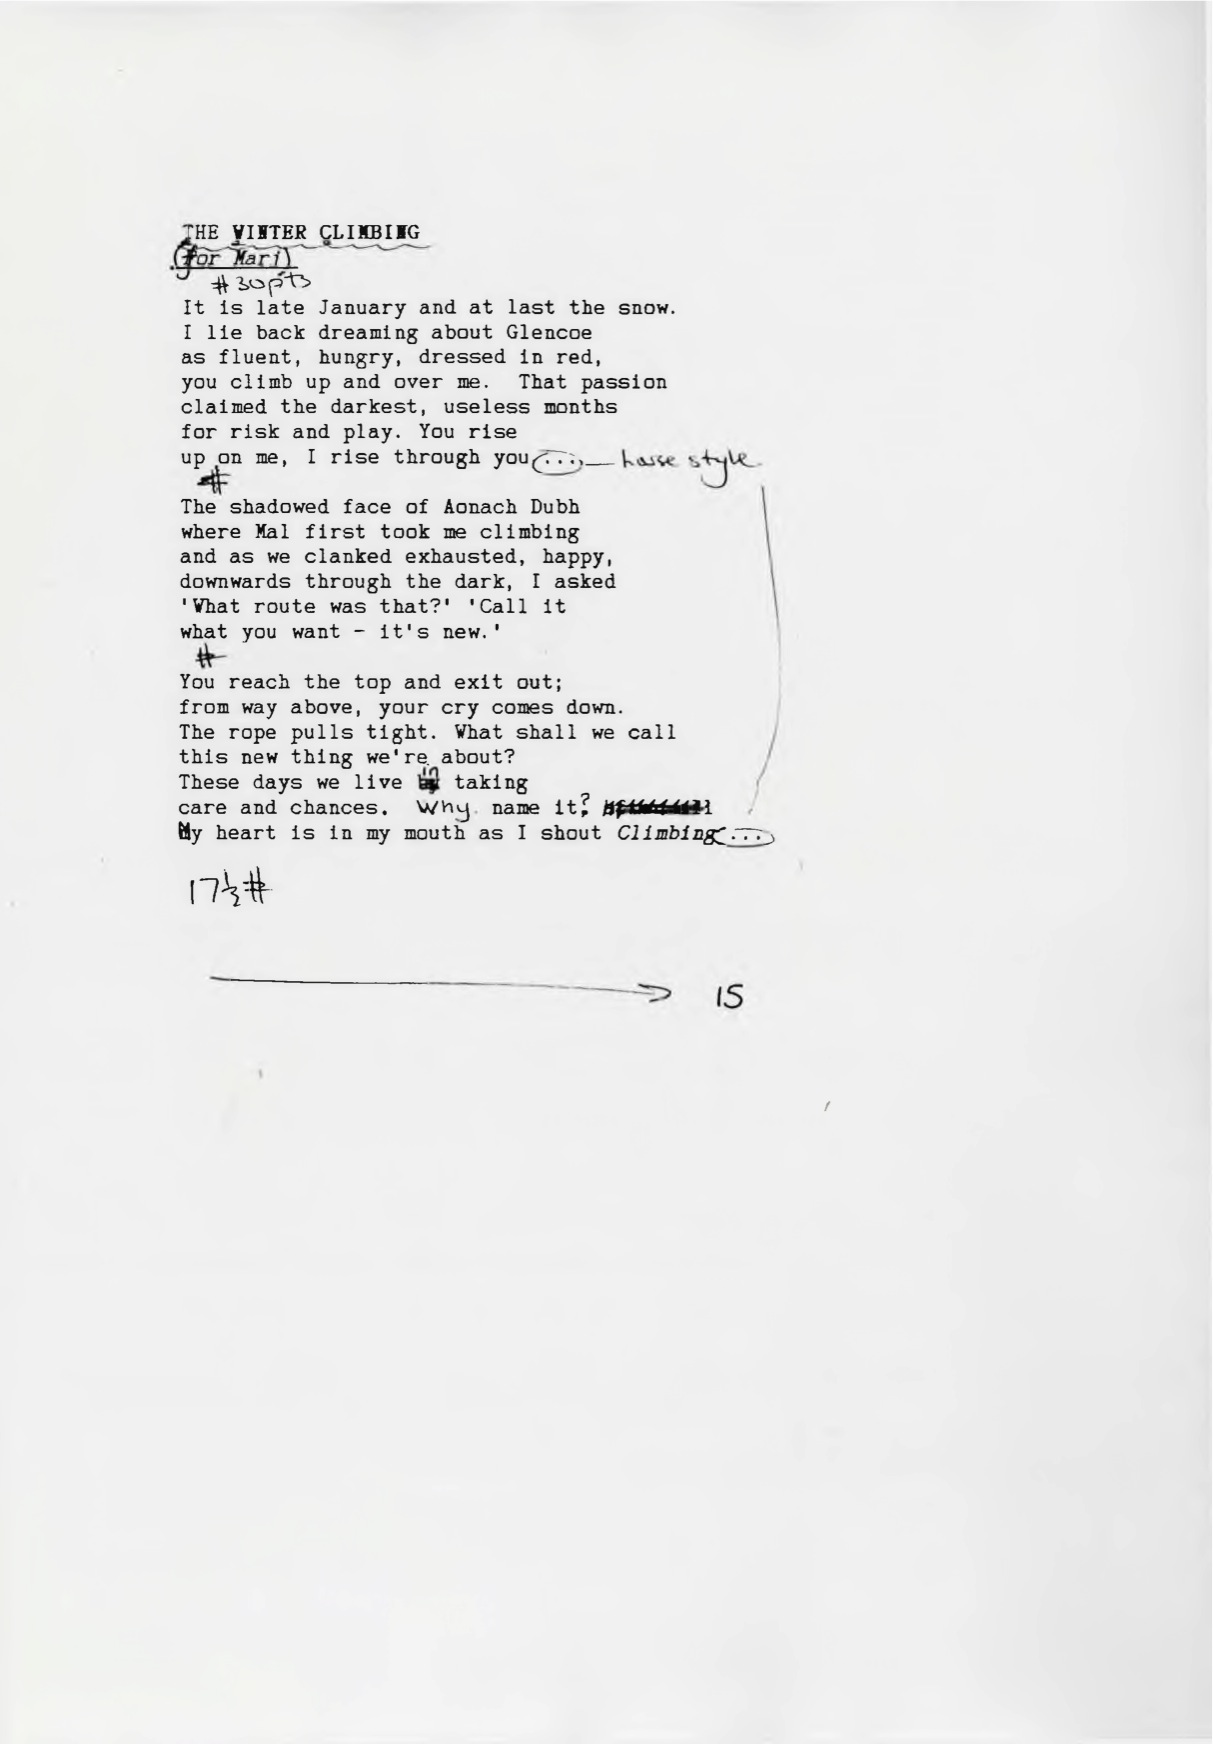 THE WINTER CLIMBING
(for Mari)
# 30pts
It is late January and at last the snow.
I lie back dreaming about Glencoe
as fluent, hungry, dressed in red,
you climb up and over me.  That passion
claimed the darkest, useless months
for risk and play. You rise
up on me, I rise through you ... house style
#
The shadowed face of Aonach Dubh
where Mal first took me climbing
and as we clanked exhausted, happy,
downwards through the dark, I asked
'What route was that?' 'Call it
what you want - it's new.'
#
You reach the top and exit out;
from way above, your cry comes down.
The rope pulls tight. What shall we call
this new thing we're about?
These days we live in taking
care and chances. Why name it?
My heart is in my mouth as I shout Climbing ...
17½ #
15